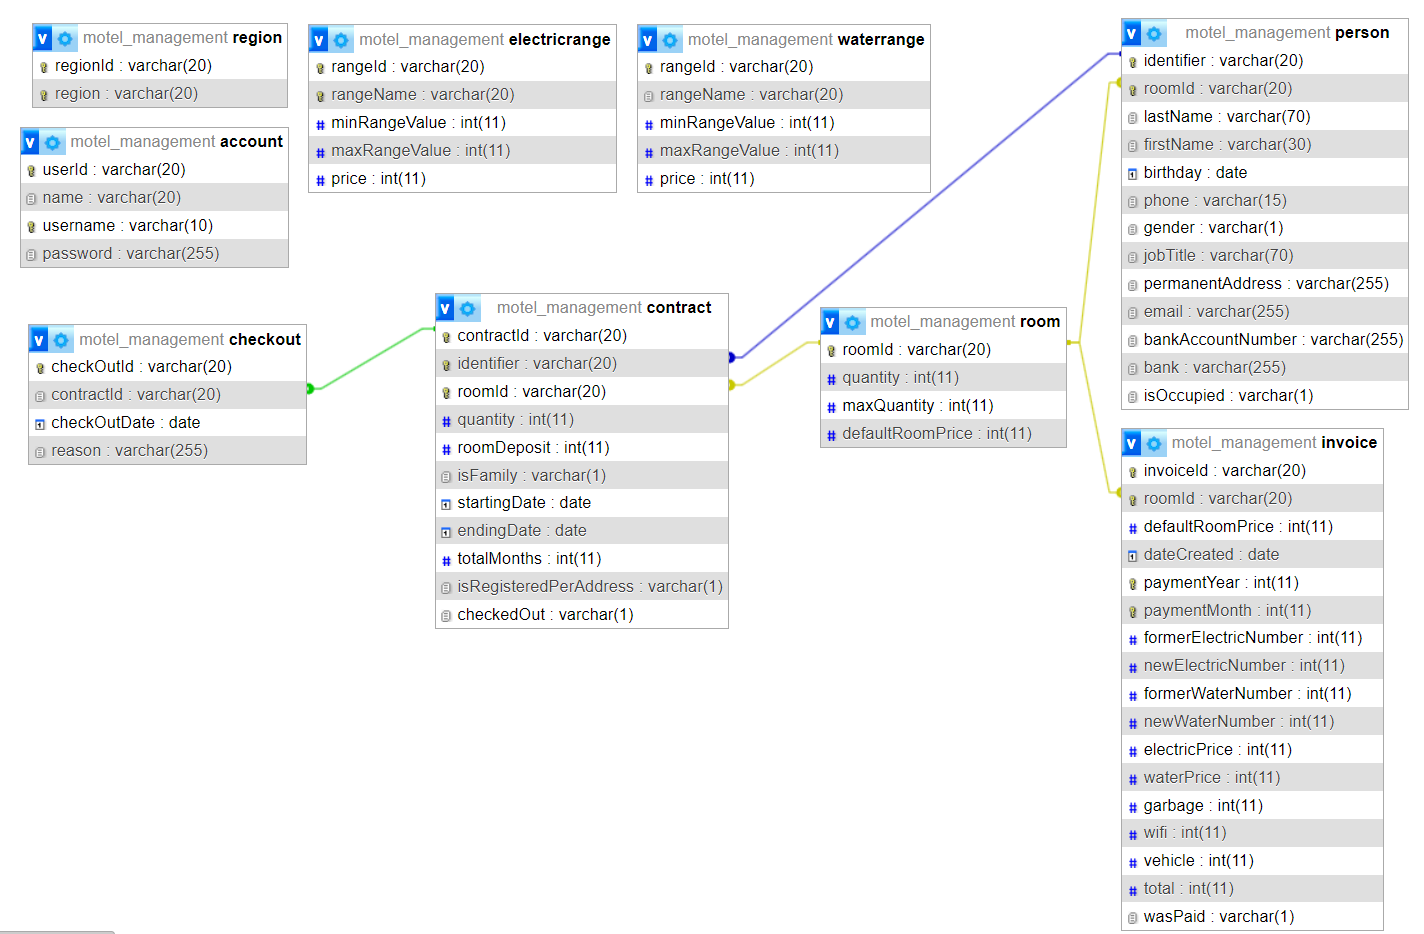 v motel_management region
regionId : varchar(20)
region : varchar(20)
v motel_management electricrange
rangeId : varchar(20)
rangeName : varchar(20)
minRangeValue : int(11)
maxRangeValue : int(11)
price : int(11)
v motel_management waterrange
rangeId : varchar(20)
rangeName : varchar(20)
minRangeValue : int(11)
maxRangeValue : int(11)
price : int(11)
v motel_management person
identifier : varchar(20)
roomId : varchar(20)
lastName : varchar(70)
firstName : varchar(30)
birthday : date
phone : varchar(15)
gender : varchar(1)
jobTitle : varchar(70)
permanentAddress : varchar(255)
email : varchar(255)
bankAccountNumber : varchar(255)
bank : varchar(255)
isOccupied : varchar(1)
v motel_management account
userId : varchar(20)
name : varchar(20)
username : varchar(10)
password : varchar(255)
v motel_management checkout
checkOutId : varchar(20)
contractId : varchar(20)
checkOutDate : date
reason : varchar(255)
v motel_management contract
contractId : varchar(20)
identifier : varchar(20)
roomId : varchar(20)
quantity : int(11)
roomDeposit : int(11)
isFamily : varchar(1)
startingDate : date
endingDate : date
totalMonths : int(11)
isRegisteredPerAddress : varchar(1)
checkedOut : varchar(1)
v motel_management room
roomId : varchar(20)
quantity : int(11)
maxQuantity : int(11)
defaultRoomPrice : int(11)
v motel_management invoice
invoiceId : varchar(20)
roomId : varchar(20)
defaultRoomPrice : int(11)
dateCreated : date
paymentYear : int(11)
paymentMonth : int(11)
formerElectricNumber : int(11)
newElectricNumber : int(11)
formerWaterNumber : int(11)
newWaterNumber : int(11)
electricPrice : int(11)
waterPrice : int(11)
garbage : int(11)
wifi : int(11)
vehicle : int(11)
total : int(11)
wasPaid : varchar(1)